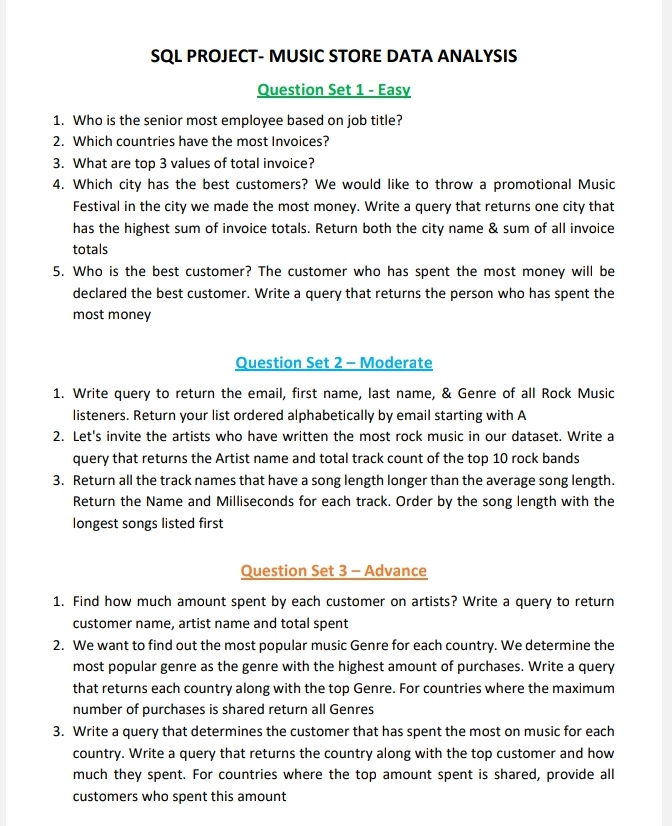 SQL PROJECT- MUSIC STORE DATA ANALYSIS
Question Set 1 - Easy
1. Who is the senior most employee based on job title?
2. Which countries have the most Invoices?
3. What are top 3 values of total invoice?
4. Which city has the best customers? We would like to throw a promotional Music
Festival in the city we made the most money. Write a query that returns one city that
has the highest sum of invoice totals. Return both the city name & sum of all invoice
totals
5. Who is the best customer? The customer who has spent the most money will be
declared the best customer. Write a query that returns the person who has spent the
most money
Question Set 2 – Moderate
1. Write query to return the email, first name, last name, & Genre of all Rock Music
listeners. Return your list ordered alphabetically by email starting with A
2. Let's invite the artists who have written the most rock music in our dataset. Write a
query that returns the Artist name and total track count of the top 10 rock bands
3. Return all the track names that have a song length longer than the average song length.
Return the Name and Milliseconds for each track. Order by the song length with the
longest songs listed first
Question Set 3 – Advance
1. Find how much amount spent by each customer on artists? Write a query to return
customer name, artist name and total spent
2. We want to find out the most popular music Genre for each country. We determine the
most popular genre as the genre with the highest amount of purchases. Write a query
that returns each country along with the top Genre. For countries where the maximum
number of purchases is shared return all Genres
3. Write a query that determines the customer that has spent the most on music for each
country. Write a query that returns the country along with the top customer and how
much they spent. For countries where the top amount spent is shared, provide all
customers who spent this amount